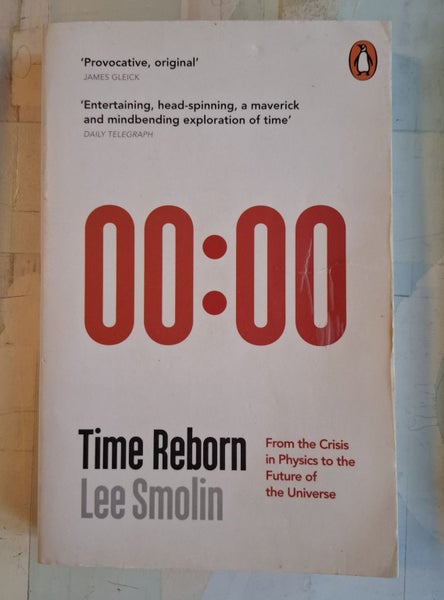 ‘Provocative, original’
JAMES GLEICK
‘Entertaining, head-spinning, a maverick
and mindbending exploration of time’
DAILY TELEGRAPH
00:00
Time Reborn
Lee Smolin
From the Crisis
in Physics to the
Future of
the Universe